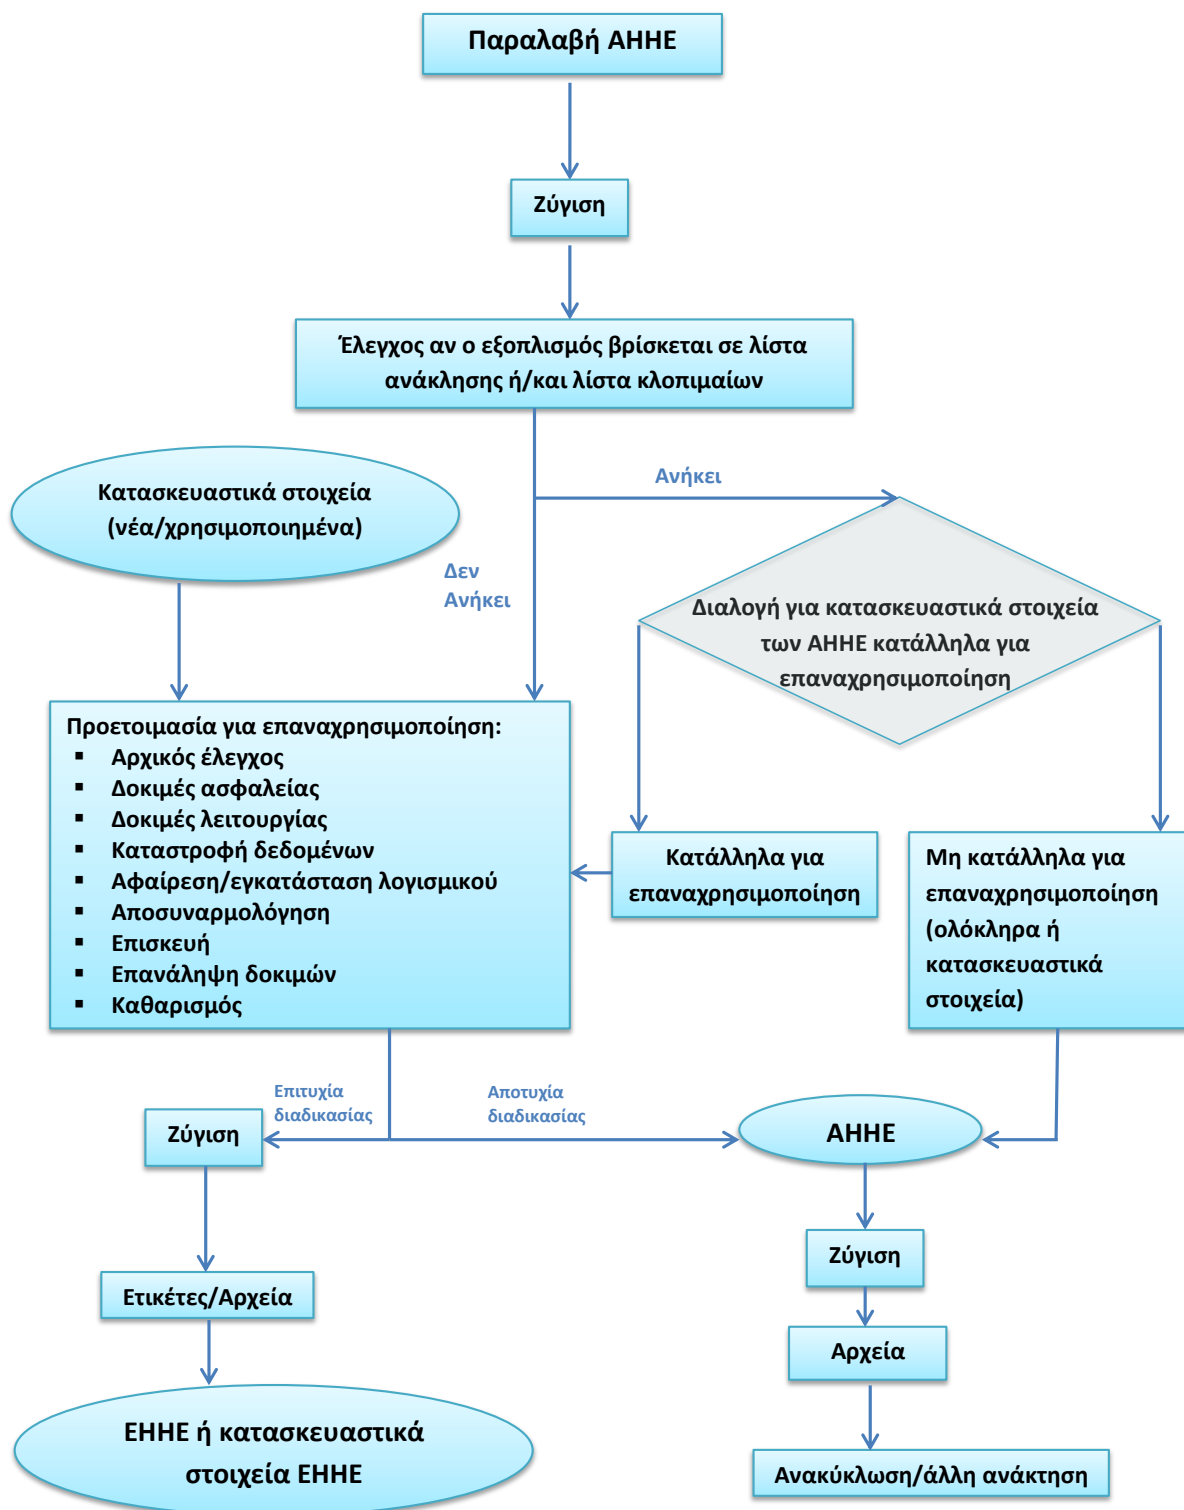 Παραλαβή ΑΗΗΕ
Ζύγιση
Έλεγχος αν ο εξοπλισμός βρίσκεται σε λίστα
ανάκλησης ή/και λίστα κλοπιμαίων
Ανήκει
Κατασκευαστικά στοιχεία
(νέα/χρησιμοποιημένα)
Δεν
Ανήκει
Διαλογή για κατασκευαστικά στοιχεία
των ΑΗΗΕ κατάλληλα για
επαναχρησιμοποίηση
Προετοιμασία για επαναχρησιμοποίηση:
▪ Αρχικός έλεγχος
▪ Δοκιμές ασφαλείας
▪ Δοκιμές λειτουργίας
▪ Καταστροφή δεδομένων
▪ Αφαίρεση/εγκατάσταση λογισμικού
▪ Αποσυναρμολόγηση
▪ Επισκευή
▪ Επανάληψη δοκιμών
▪ Καθαρισμός
Κατάλληλα για
επαναχρησιμοποίηση
Μη κατάλληλα για
επαναχρησιμοποίηση
(ολόκληρα ή
κατασκευαστικά
στοιχεία)
Επιτυχία
διαδικασίας
Αποτυχία
διαδικασίας
Ζύγιση
ΑΗΗΕ
Ζύγιση
Ετικέτες/Αρχεία
Αρχεία
ΕΗΗΕ ή κατασκευαστικά
στοιχεία ΕΗΗΕ
Ανακύκλωση/άλλη ανάκτηση